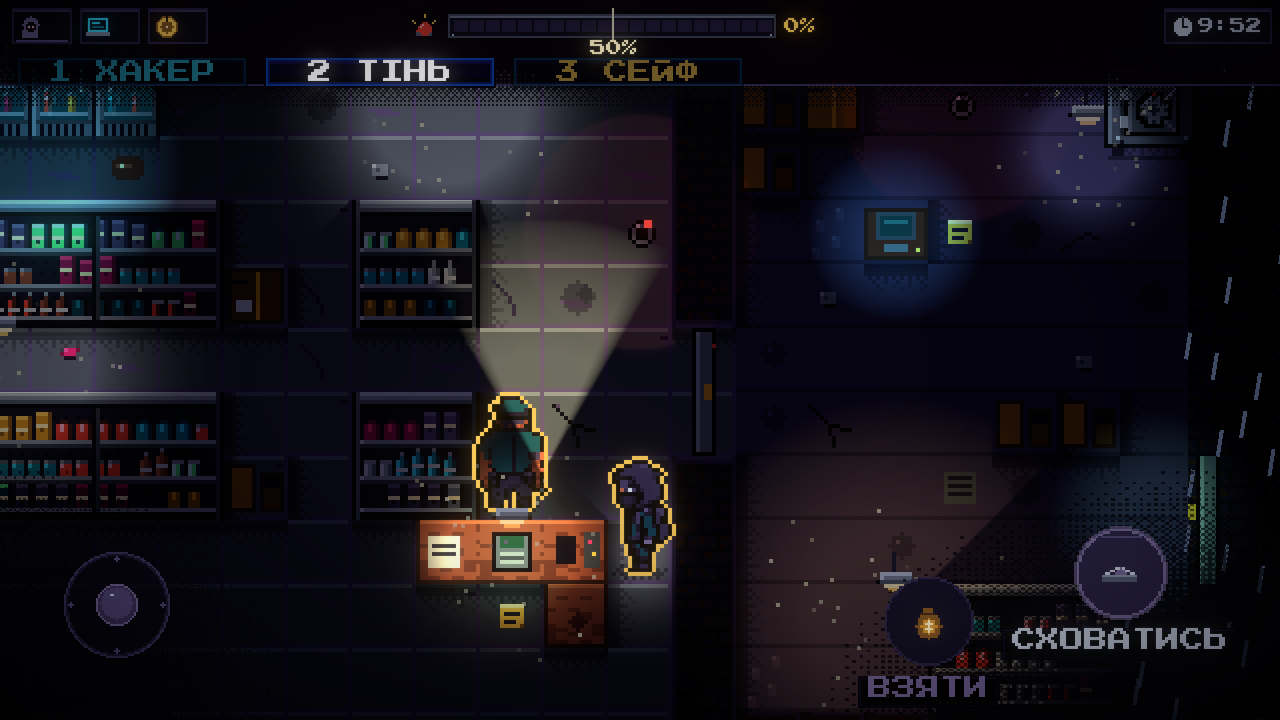 0%
9:52
50%
1 ХАКЕР
2 ТІНЬ
3 СЕЙФ
СХОВАТИСЬ
ВЗЯТИ